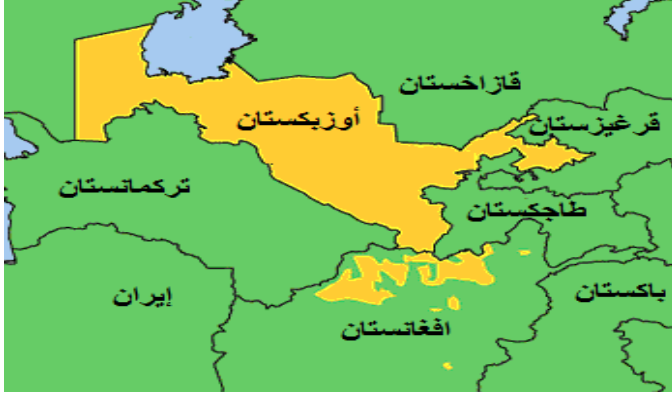 قازاخستان
أوزبكستان
قرغيزستان
تركمانستان
طاجكستان
إيران
باكستان
افغانستان